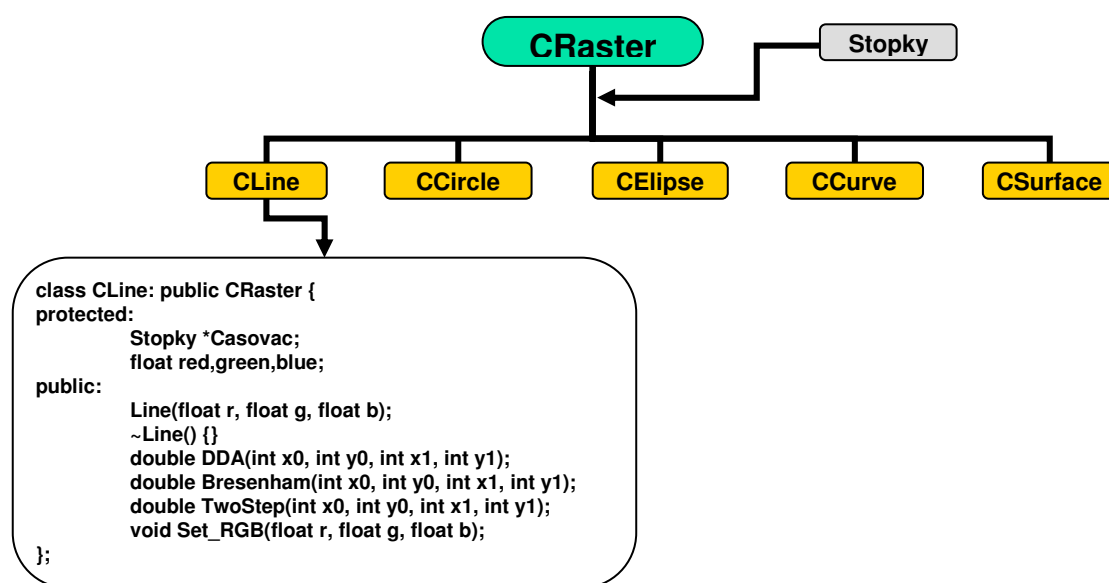 CRaster
Stopky
CLine
CCircle
CElipse
CCurve
CSurface
class CLine: public CRaster {
protected:
Stopky *Casovac;
float red,green,blue;
public:
Line(float r, float g, float b);
~Line() {}
double DDA(int x0, int y0, int x1, int y1);
double Bresenham(int x0, int y0, int x1, int y1);
double TwoStep(int x0, int y0, int x1, int y1);
void Set_RGB(float r, float g, float b);
};